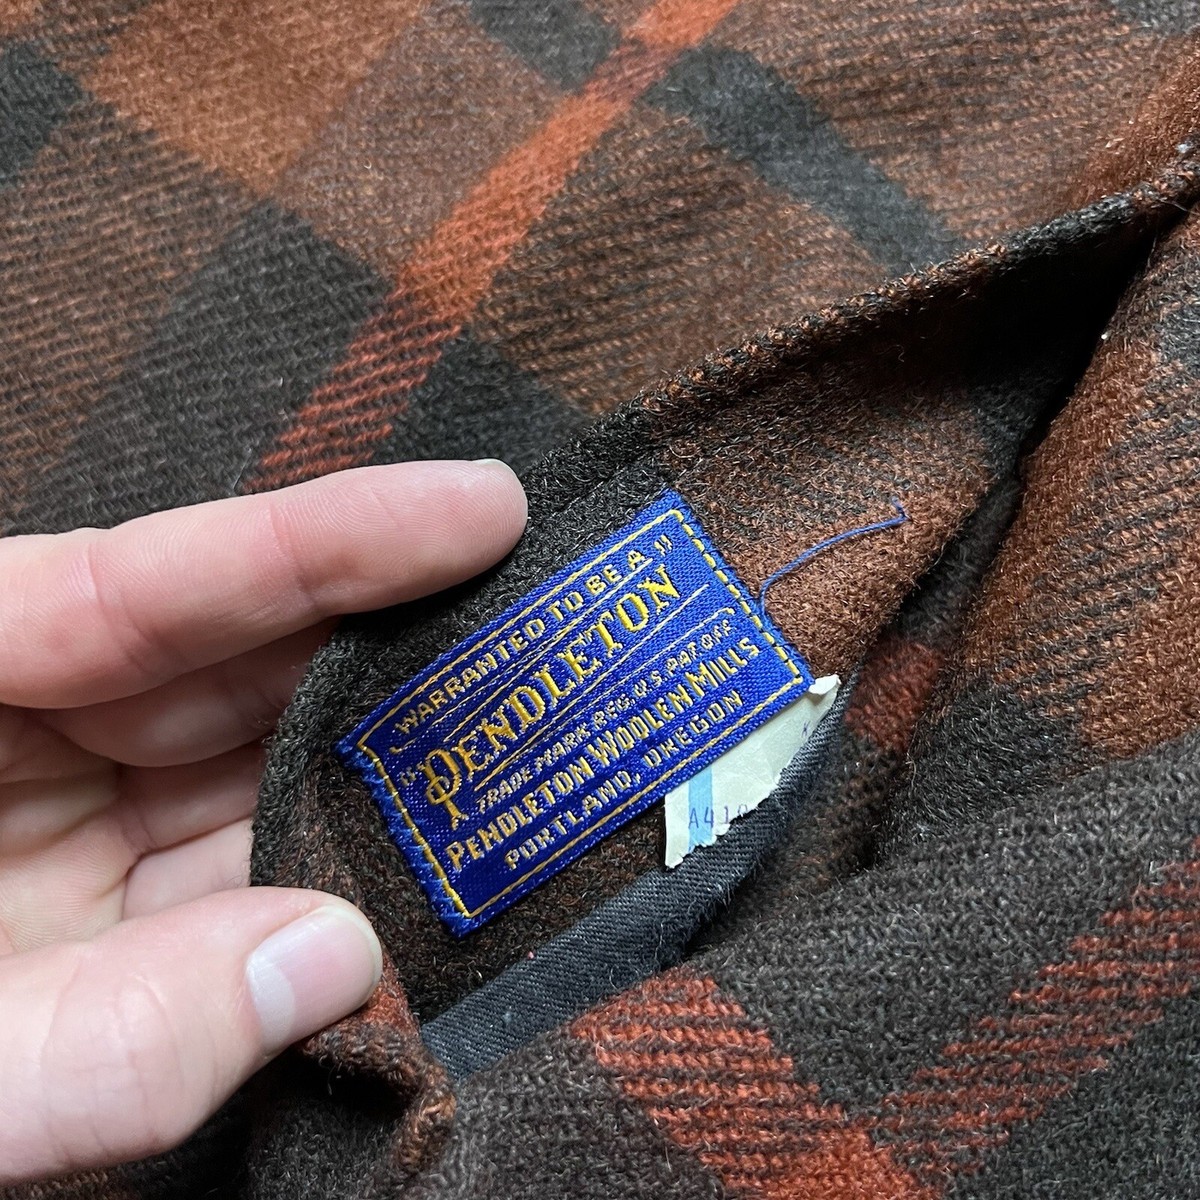 "WARRANTED TO BE A"
"PENDLETON
TRADE MARK REG. U.S. PAT. OFF.
PENDLETON WOOLEN MILLS
PORTLAND, OREGON